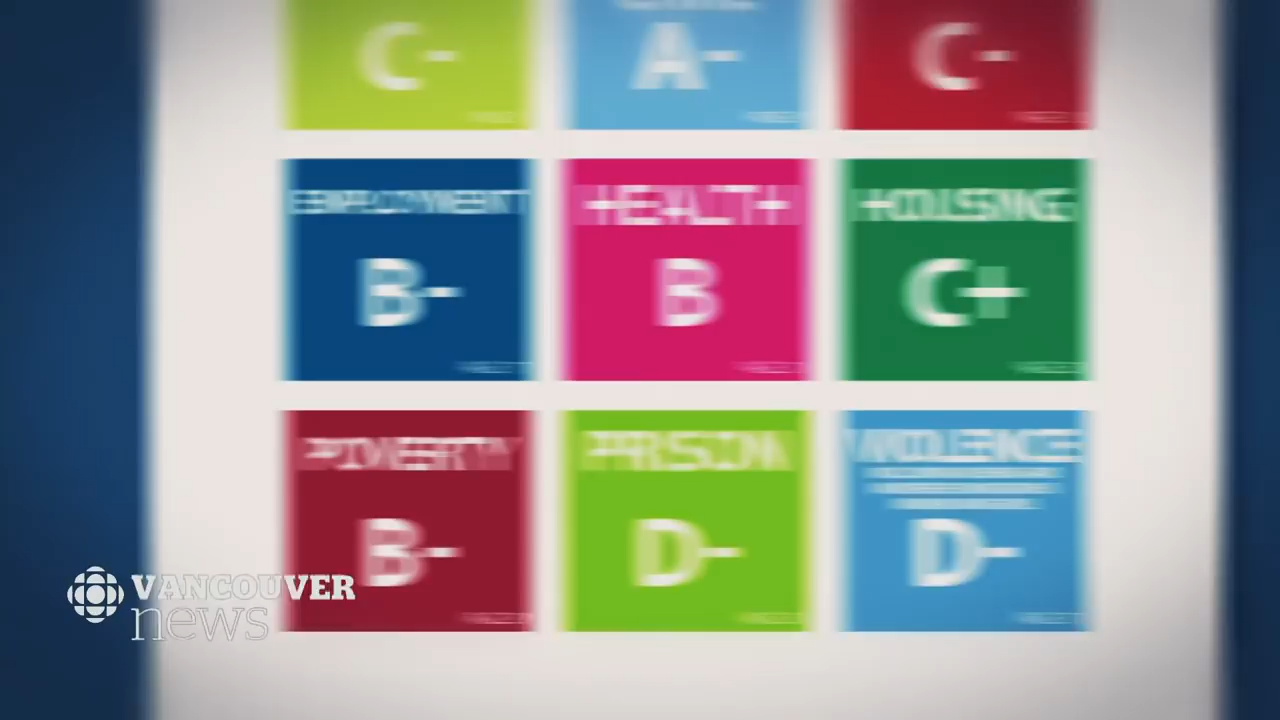 C- A- C-
EMPLOYMENT HEALTH HOUSING
B- B C+
POVERTY PRISON VIOLENCE
B- D- D-
VANCOUVER
news